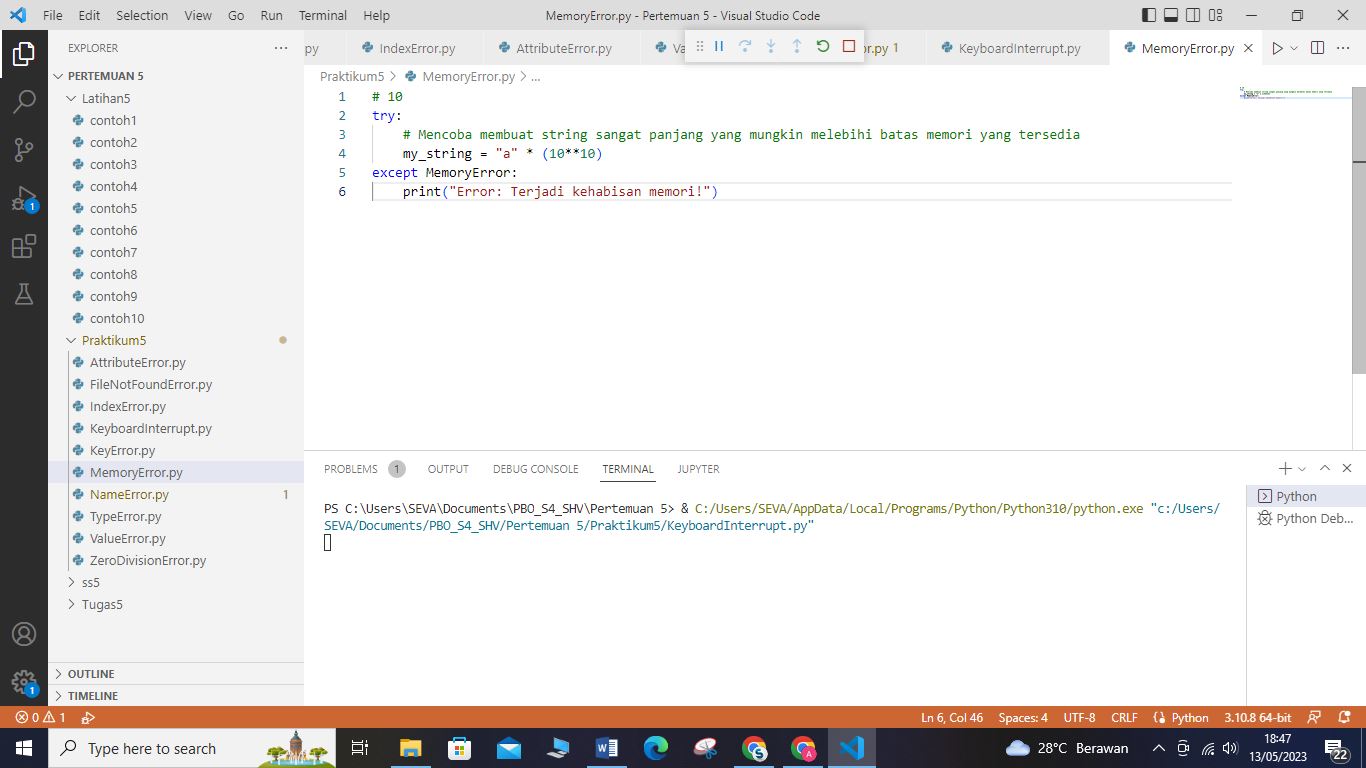 File Edit Selection View Go Run Terminal Help MemoryError.py - Pertemuan 5 - Visual Studio Code
EXPLORER
py IndexError.py AttributeError.py Va r.py 1 KeyboardInterrupt.py MemoryError.py
PERTEMUAN 5
Latihan5
contoh1
contoh2
contoh3
contoh4
contoh5
contoh6
contoh7
contoh8
contoh9
contoh10
Praktikum5
AttributeError.py
FileNotFoundError.py
IndexError.py
KeyboardInterrupt.py
KeyError.py
MemoryError.py
NameError.py 1
TypeError.py
ValueError.py
ZeroDivisionError.py
ss5
Tugas5
OUTLINE
TIMELINE
1
1
Praktikum5 > MemoryError.py > ...
1 # 10
2 try:
3 # Mencoba membuat string sangat panjang yang mungkin melebihi batas memori yang tersedia
4 my_string = "a" * (10**10)
5 except MemoryError:
6 print("Error: Terjadi kehabisan memori!")
PROBLEMS 1 OUTPUT DEBUG CONSOLE TERMINAL JUPYTER
PS C:\Users\SEVA\Documents\PBO_S4_SHV\Pertemuan 5> & C:/Users/SEVA/AppData/Local/Programs/Python/Python310/python.exe "c:/Users/
SEVA/Documents/PBO_S4_SHV/Pertemuan 5/Praktikum5/KeyboardInterrupt.py"
Python
Python Deb...
0 1 Ln 6, Col 46 Spaces: 4 UTF-8 CRLF Python 3.10.8 64-bit
Type here to search 28°C Berawan 18:47
13/05/2023 22